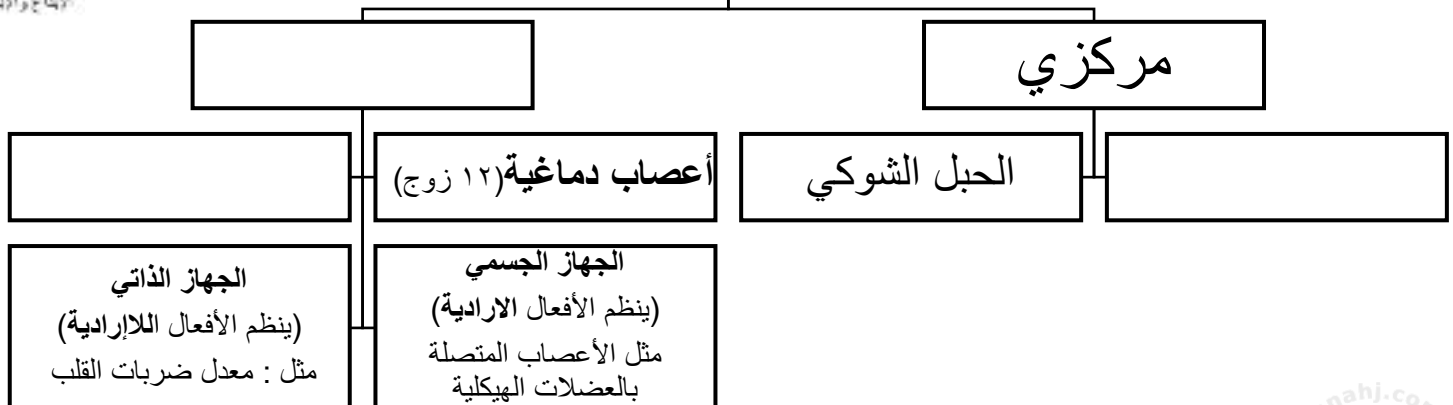 مركزي
الحبل الشوكي
أعصاب دماغية(١٢ زوج)
الجهاز الجسمي
(ينظم الأفعال الارادية)
مثل الأعصاب المتصلة
بالعضلات الهيكلية
الجهاز الذاتي
(ينظم الأفعال اللاإرادية)
مثل : معدل ضربات القلب